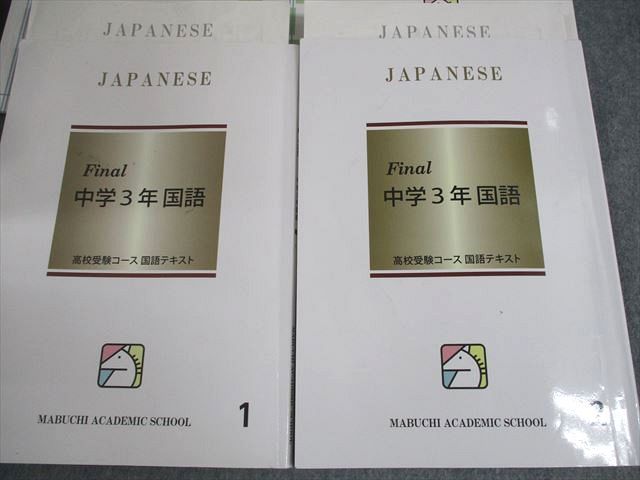 JAPANESE
JAPANESE
JAPANESE
Final
中学3年 国語
高校受験コース 国語テキスト
MABUCHI ACADEMIC SCHOOL
1
JAPANESE
Final
中学3年 国語
高校受験コース 国語テキスト
MABUCHI ACADEMIC SCHOOL
2